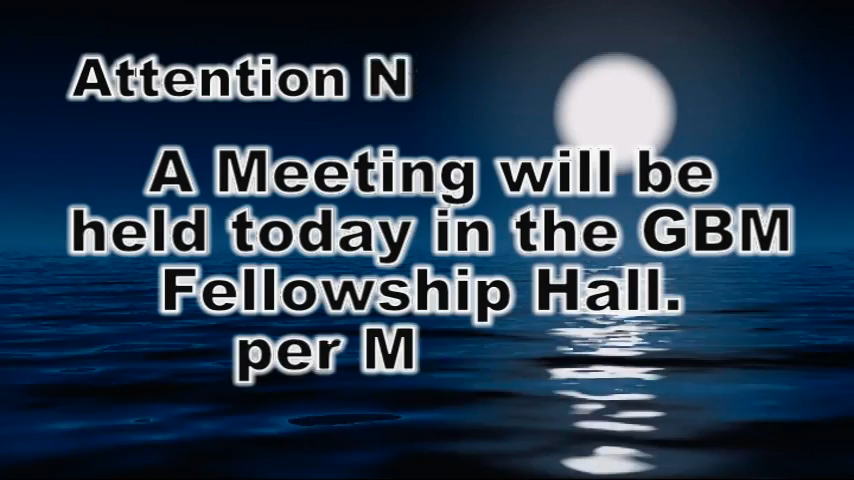 Attention N
A Meeting will be
held today in the GBM
Fellowship Hall.
per M